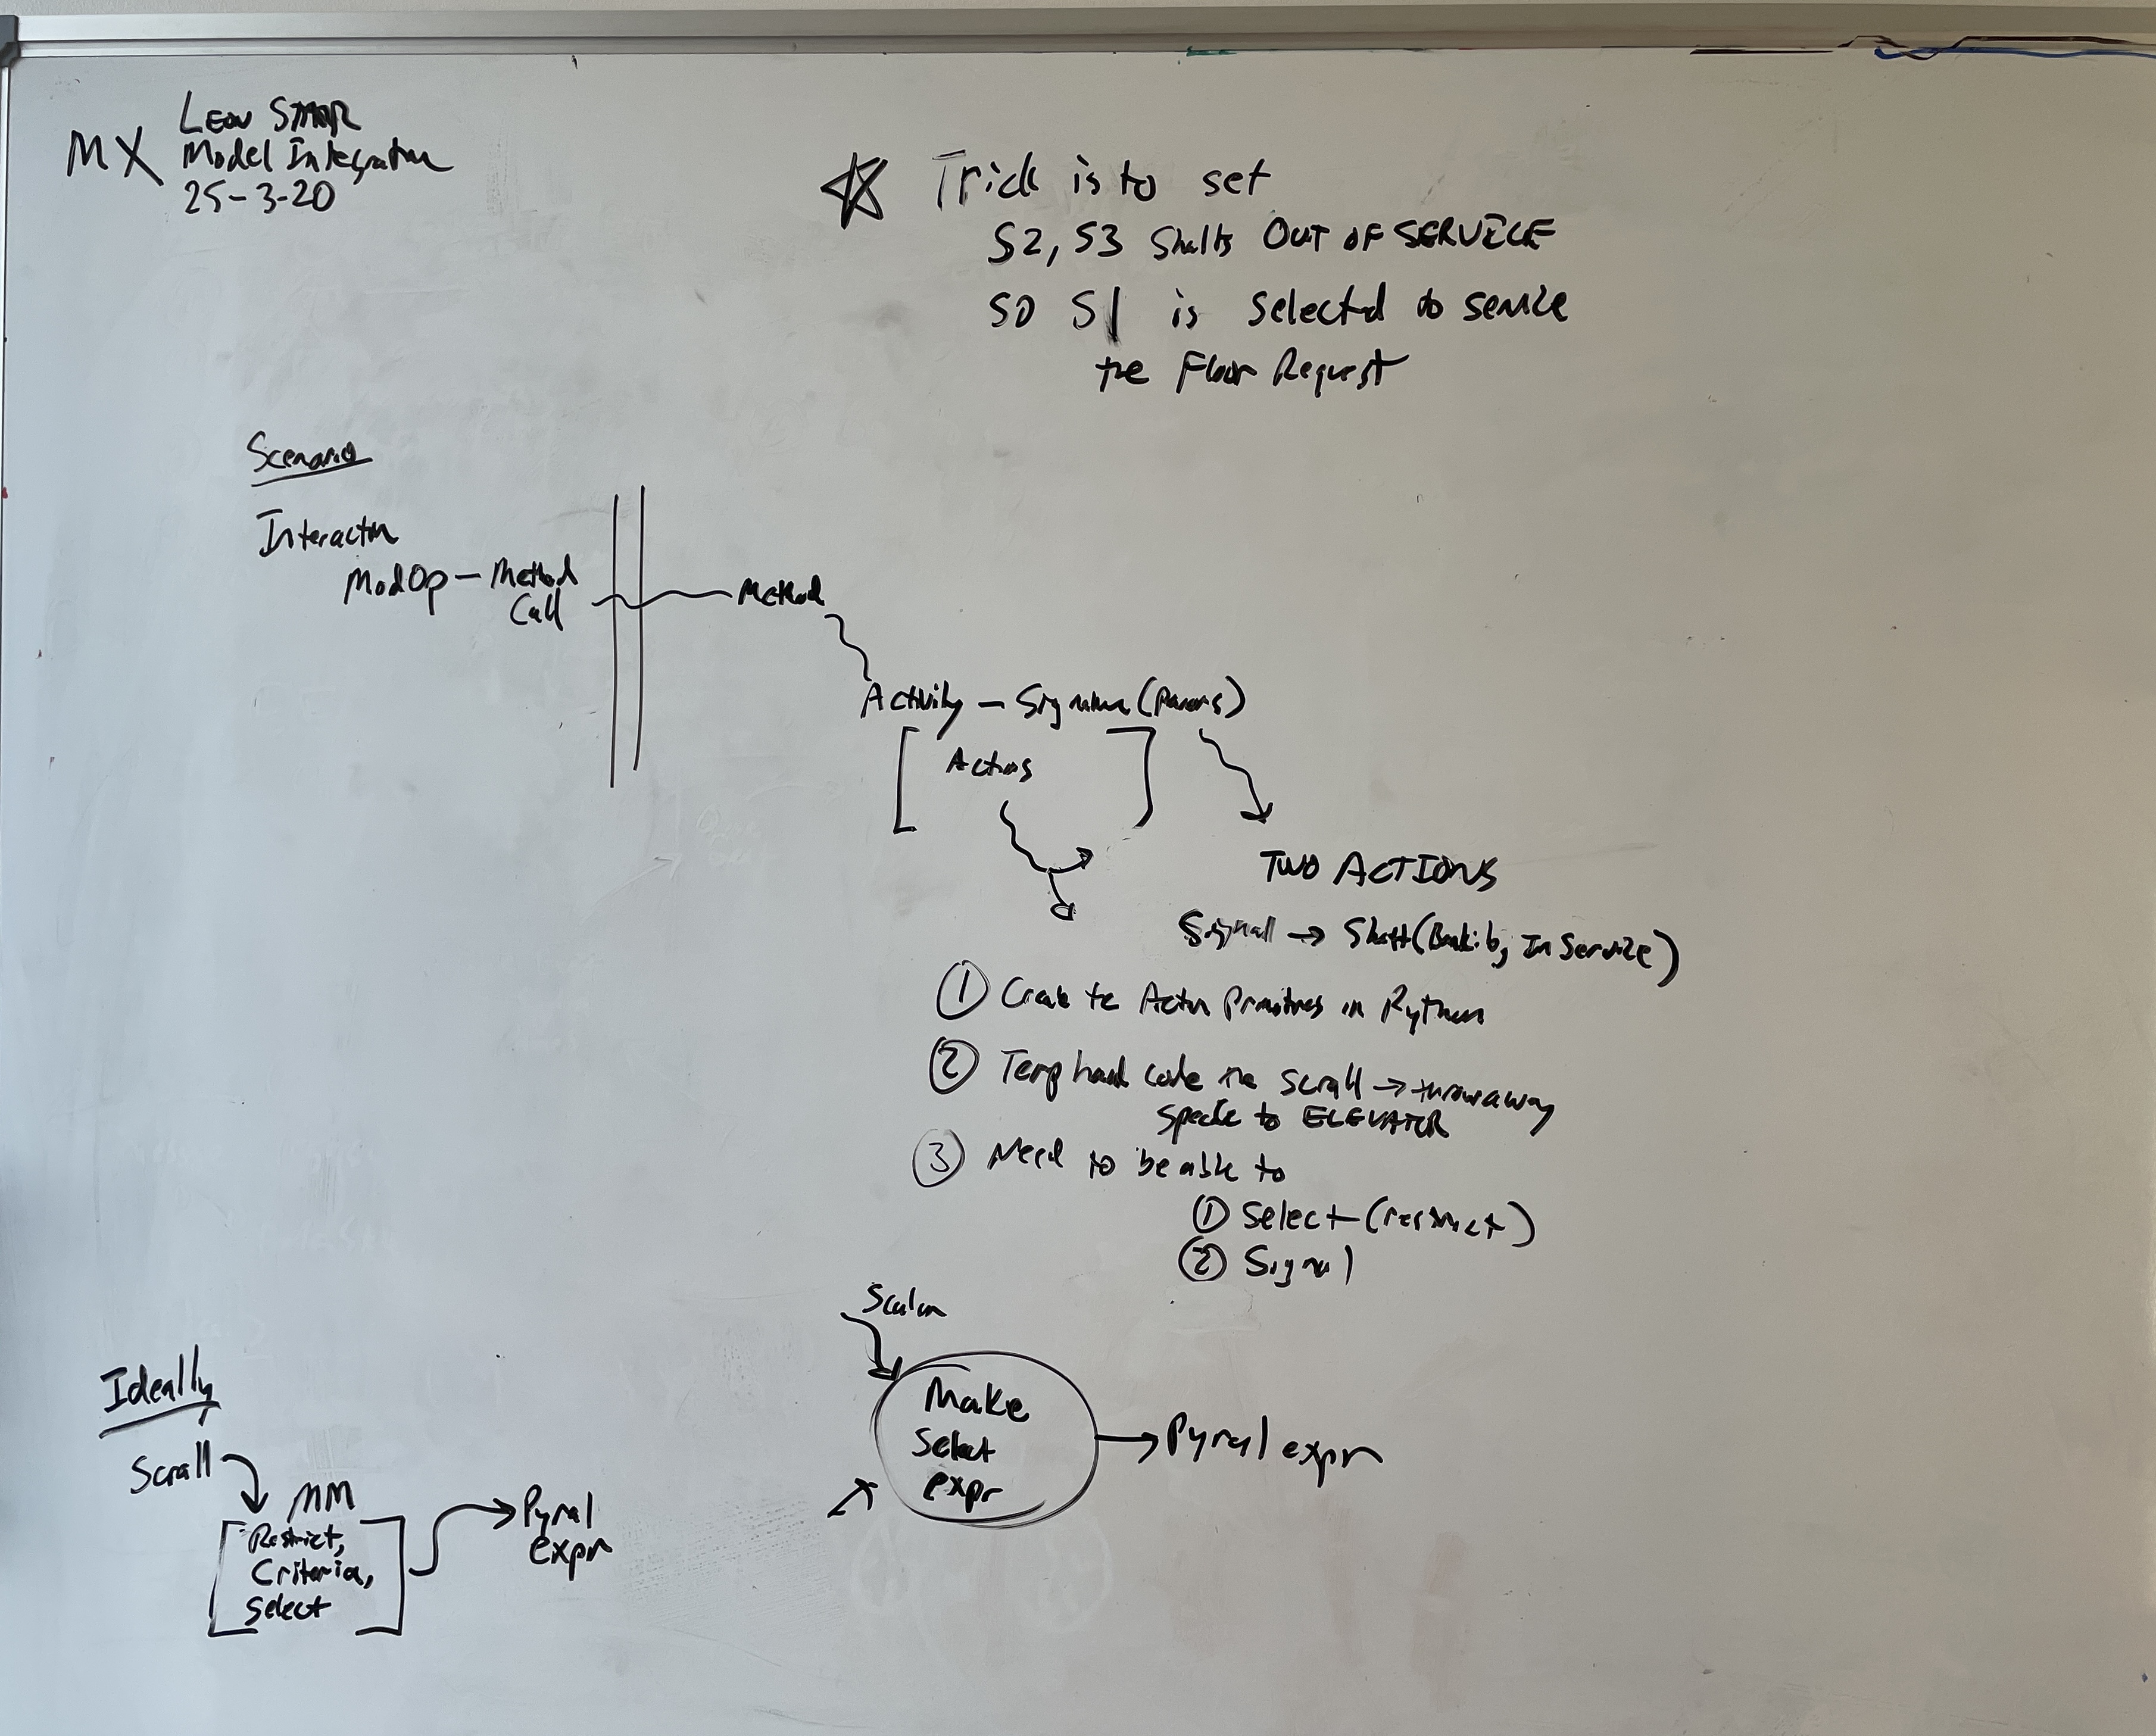 MX
Leon Starr
Model Integration
25-3-20
Trick is to set
S2, S3 Shafts OUT OF SERVICE
SO S1 is Selected to service
the Floor Request
Scenario
Interaction
ModOp – Method
Call
Method
Activity – Signature (Params)
Actions
TWO ACTIONS
Signal → Shaft( In Service)
① Create the Action Primitives in Python
② Temp hard code the scrall → throwaway
specific to ELEVATOR
③ Need to be able to
① Select (restrict)
② Signal
Scalar
Make
Select
expr
→ Pyral expr
Ideally
Scrall
MM
Restrict,
Criteria,
Select
Pyral
expr